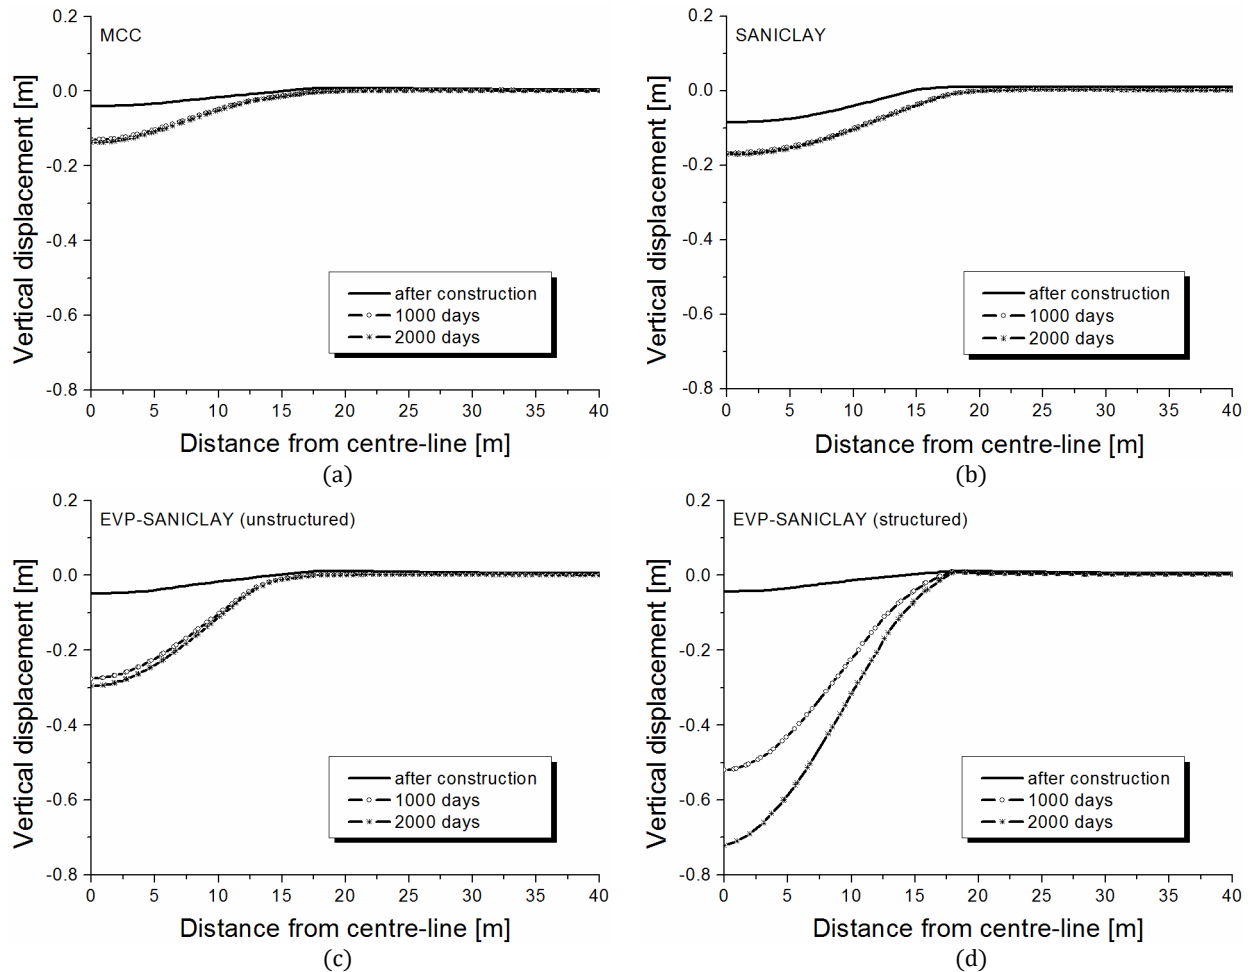 MCC
0.2
0.0
-0.2
-0.4
-0.6
-0.8
Vertical displacement [m]
after construction
1000 days
2000 days
0 5 10 15 20 25 30 35 40
Distance from centre-line [m]
(a)
SANICLAY
0.2
0.0
-0.2
-0.4
-0.6
-0.8
Vertical displacement [m]
after construction
1000 days
2000 days
0 5 10 15 20 25 30 35 40
Distance from centre-line [m]
(b)
EVP-SANICLAY (unstructured)
0.2
0.0
-0.2
-0.4
-0.6
-0.8
Vertical displacement [m]
after construction
1000 days
2000 days
0 5 10 15 20 25 30 35 40
Distance from centre-line [m]
(c)
EVP-SANICLAY (structured)
0.2
0.0
-0.2
-0.4
-0.6
-0.8
Vertical displacement [m]
after construction
1000 days
2000 days
0 5 10 15 20 25 30 35 40
Distance from centre-line [m]
(d)